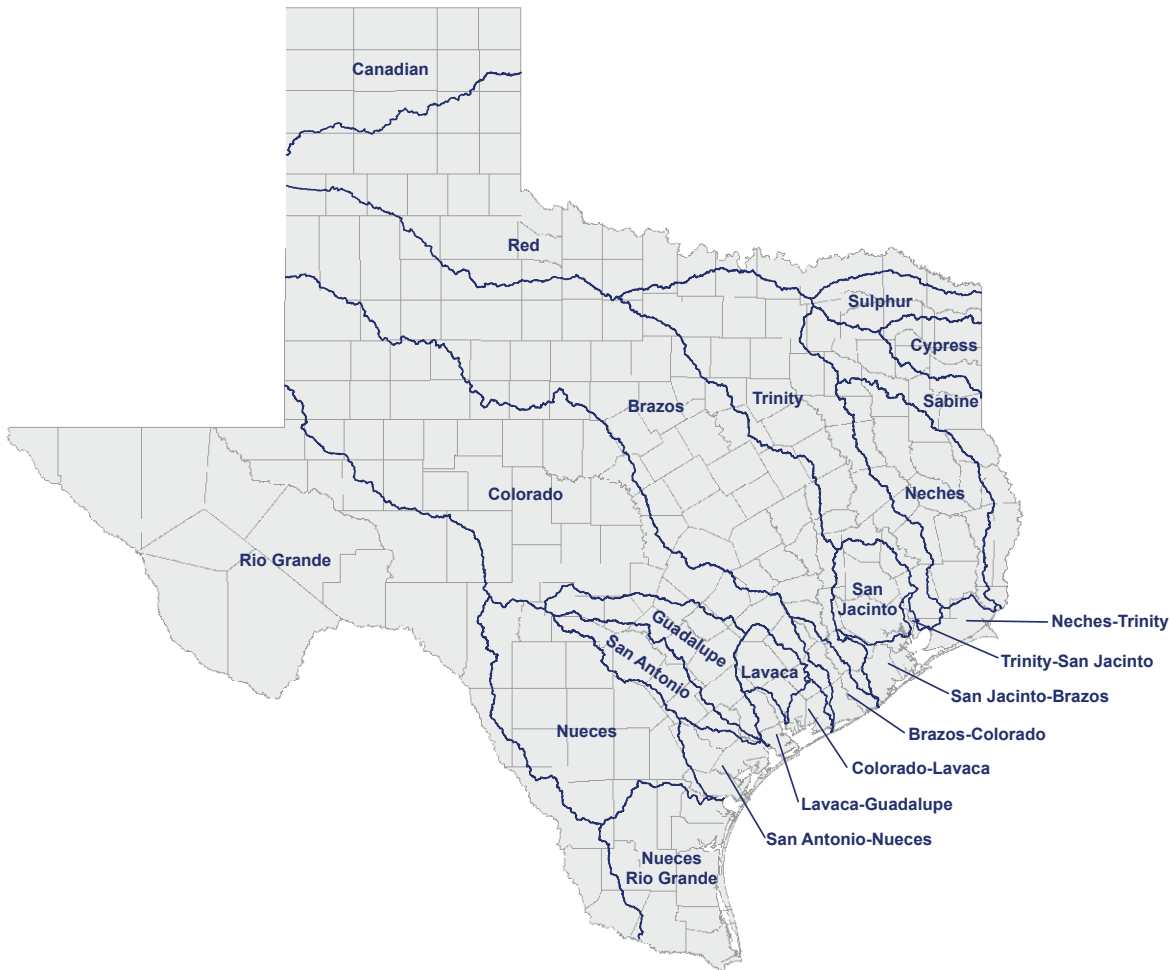 Canadian
Red
Sulphur
Cypress
Sabine
Brazos
Trinity
Colorado
Neches
Rio Grande
San
Jacinto
Guadalupe
San Antonio
Lavaca
Nueces
Nueces
Rio Grande
Neches-Trinity
Trinity-San Jacinto
San Jacinto-Brazos
Brazos-Colorado
Colorado-Lavaca
Lavaca-Guadalupe
San Antonio-Nueces